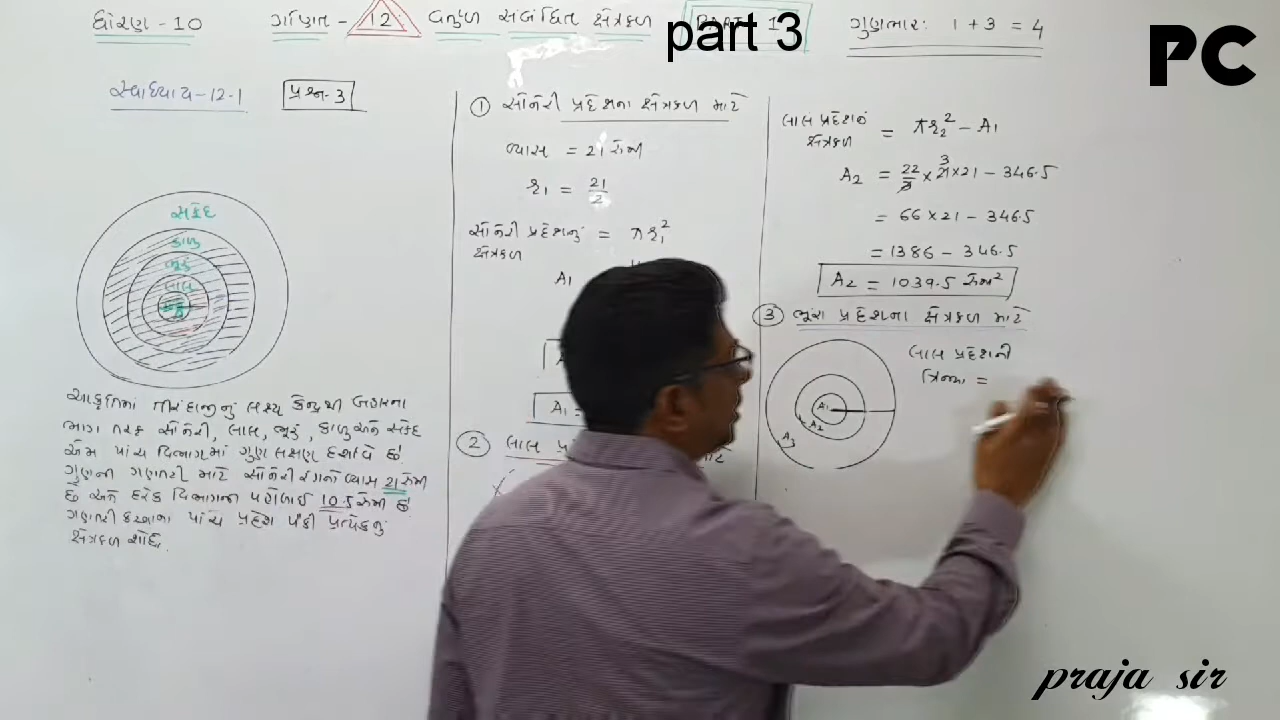 ધોરણ - 10
ગણિત - 12 વર્તુળ સંબંધિત ક્ષેત્રફળ
part 3
ગુણભાર: 1 + 3 = 4
PC
સ્વાધ્યાય - 12.1
પ્રશ્ન-3
સફેદ
કાળુ
ભૂરું
લાલ
આકૃતિમાં તીરંદાજીનું લક્ષ્ય કેન્દ્રથી બહારના
ભાગ તરફ સોનેરી, લાલ, ભૂરું, કાળુ અને સફેદ
એમ પાંચ વિભાગમાં ગુણ લક્ષણ દર્શાવે છે.
ગુણની ગણતરી માટે સોનેરી રંગનો વ્યાસ 21 સેમી
છે અને દરેક વિભાગની પહોળાઈ 10.5 સેમી છે.
ગણતરી કરવાના પાંચ પ્રદેશ પૈકી પ્રત્યેકનું
ક્ષેત્રફળ શોધો.
① સોનેરી પ્રદેશના ક્ષેત્રફળ માટે
વ્યાસ = 21 સેમી
r₁ = 21/2
સોનેરી પ્રદેશનું ક્ષેત્રફળ = πr₁²
A₁
A₁ =
② લાલ
લાલ પ્રદેશનું ક્ષેત્રફળ = πr₂² - A₁
A₂ = 22/7 × 21 × 21 - 346.5
3
= 66 × 21 - 346.5
= 1386 - 346.5
A₂ = 1039.5 સેમી²
③ ભૂરા પ્રદેશના ક્ષેત્રફળ માટે
A₁
A₂
A₃
લાલ પ્રદેશની
ત્રિજ્યા =
praja sir